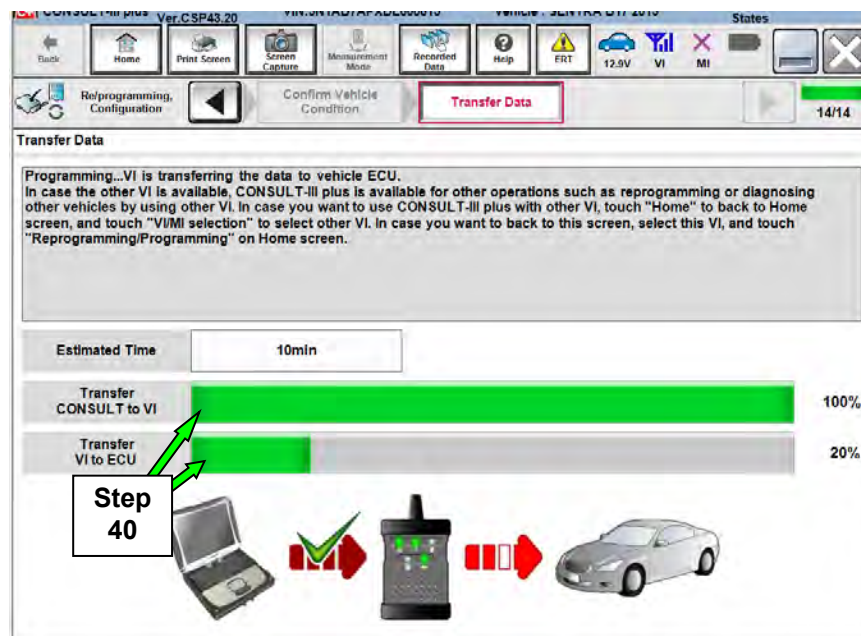 Ver.CSP43.20 States
Back Home Print Screen Screen Capture Measurement Mode Recorded Data Help ERT 12.9V VI MI
Re/programming, Configuration Confirm Vehicle Condition Transfer Data 14/14
Transfer Data
Programming...VI is transferring the data to vehicle ECU.
In case the other VI is available, CONSULT-III plus is available for other operations such as reprogramming or diagnosing
other vehicles by using other VI. In case you want to use CONSULT-III plus with other VI, touch "Home" to back to Home
screen, and touch "VI/MI selection" to select other VI. In case you want to back to this screen, select this VI, and touch
"Reprogramming/Programming" on Home screen.
Estimated Time 10min
Transfer
CONSULT to VI 100%
Transfer
VI to ECU 20%
Step
40